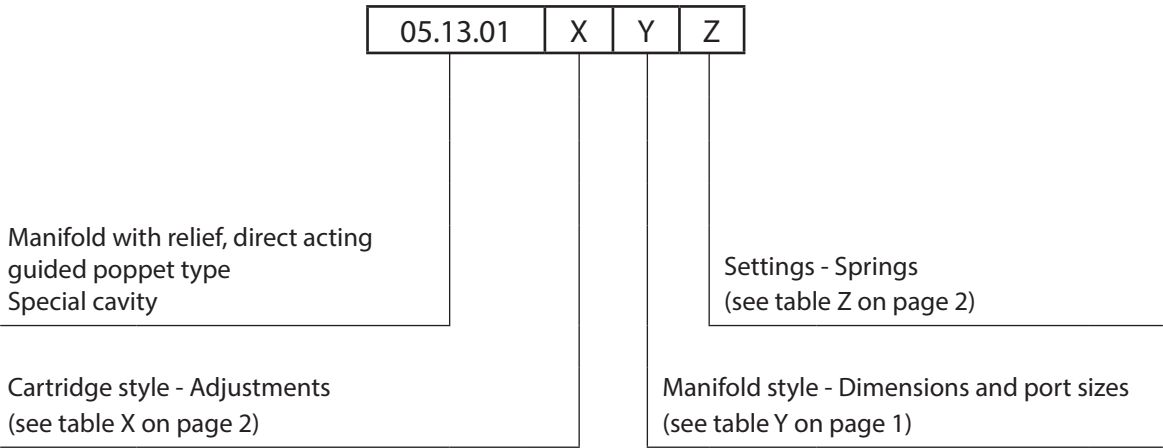 05.13.01 X Y Z
Manifold with relief, direct acting
guided poppet type
Special cavity
Settings - Springs
(see table Z on page 2)
Cartridge style - Adjustments
(see table X on page 2)
Manifold style - Dimensions and port sizes
(see table Y on page 1)